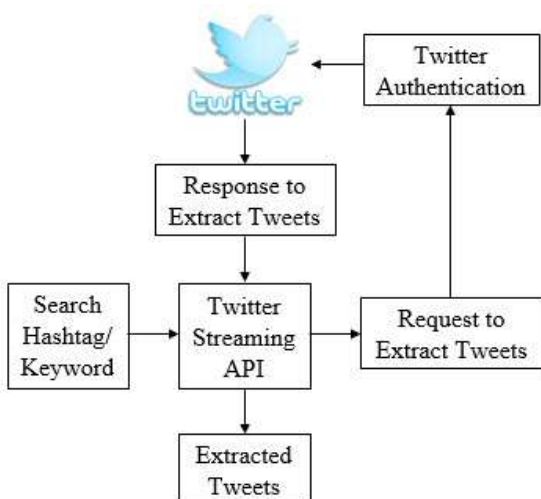 twitter
Twitter
Authentication
Response to
Extract Tweets
Search
Hashtag/
Keyword
Twitter
Streaming
API
Request to
Extract Tweets
Extracted
Tweets